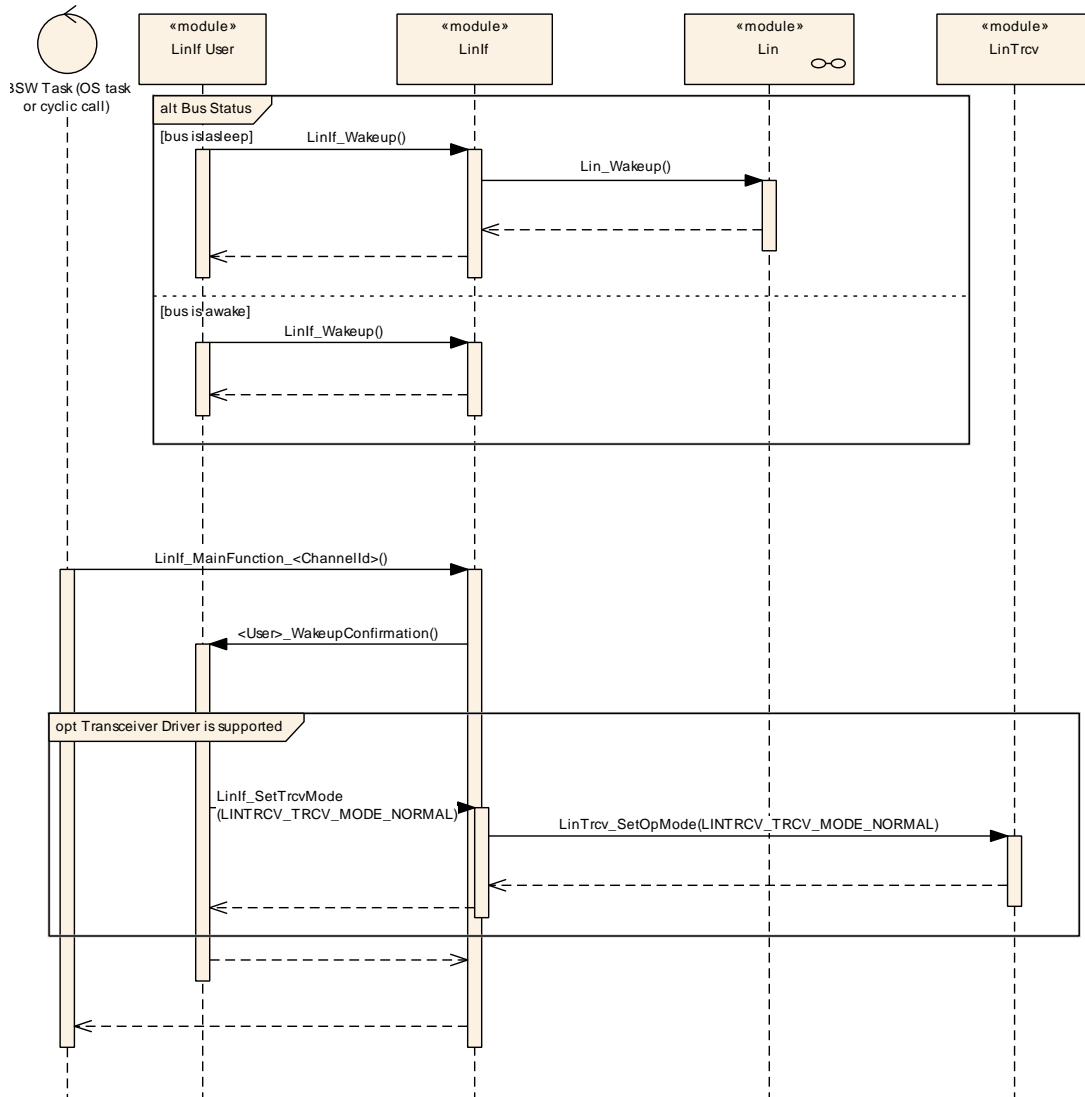 «module»
LinIf User
«module»
LinIf
«module»
Lin
«module»
LinTrcv
BSW Task (OS task
or cyclic call)
alt Bus Status
[bus is asleep]
LinIf_Wakeup()
Lin_Wakeup()
[bus is awake]
LinIf_Wakeup()
LinIf_MainFunction_<ChannelId>()
<User>_WakeupConfirmation()
opt Transceiver Driver is supported
LinIf_SetTrcvMode
(LINTRCV_TRCV_MODE_NORMAL)
LinTrcv_SetOpMode(LINTRCV_TRCV_MODE_NORMAL)